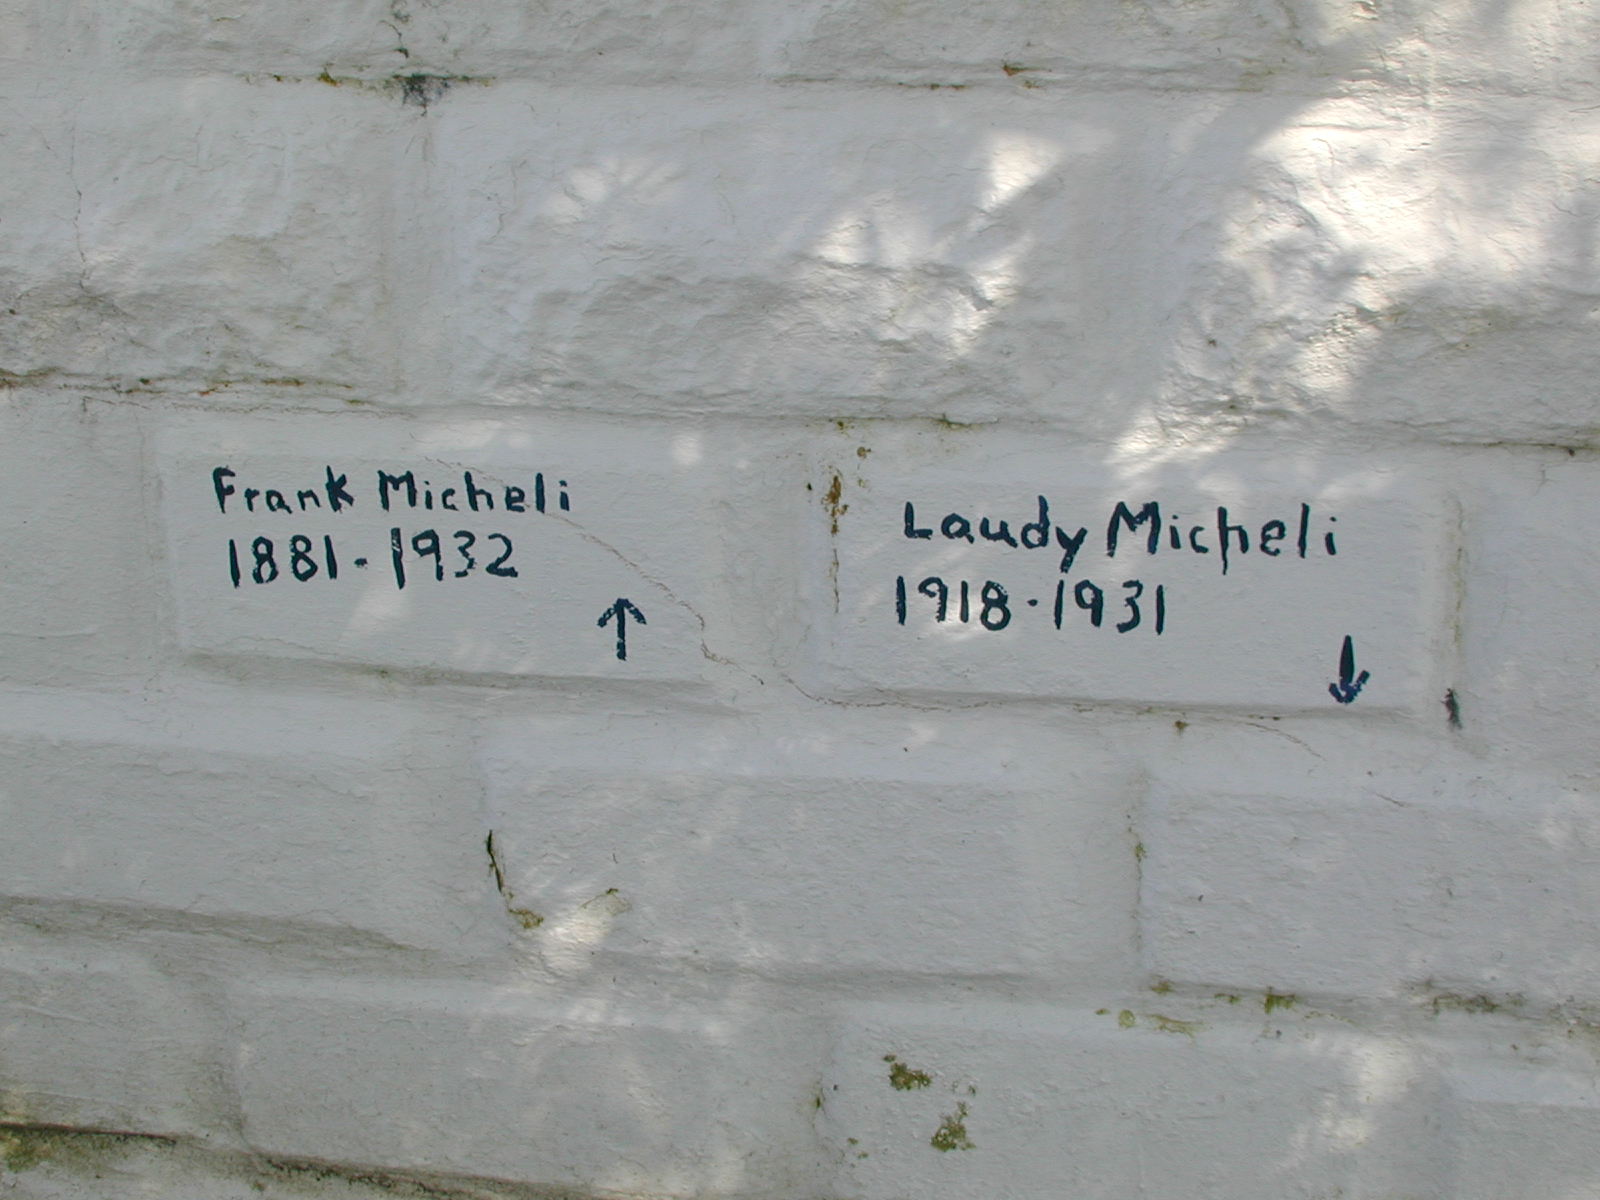 Frank Micheli
1881-1932
↑
Laudy Micheli
1918-1931
↓